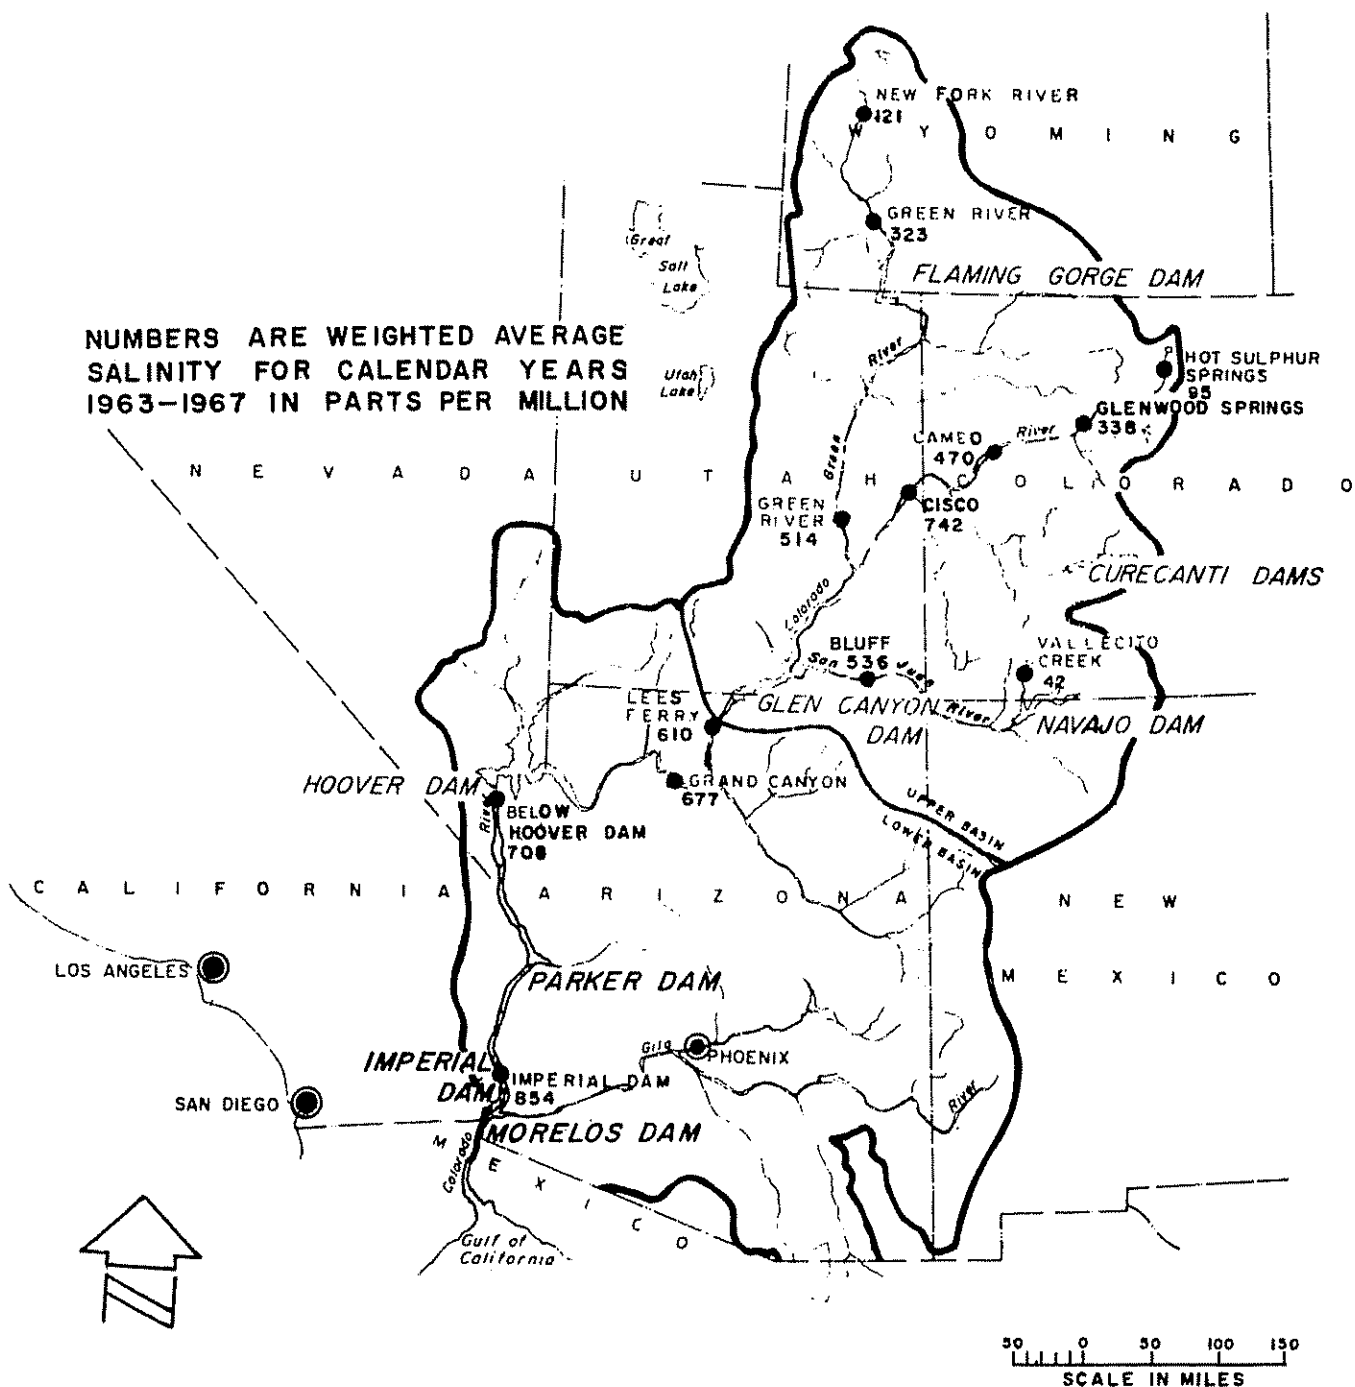 NEW FORK RIVER
121
W Y O M I N G
GREEN RIVER
323
FLAMING GORGE DAM
Great
Salt
Lake
NUMBERS ARE WEIGHTED AVERAGE
SALINITY FOR CALENDAR YEARS
1963-1967 IN PARTS PER MILLION
Utah
Lake
Green River
HOT SULPHUR
SPRINGS
95
GLENWOOD SPRINGS
338
CAMEO
470
River
N E V A D A
U T A H
C O L O R A D O
CISCO
742
GREEN
RIVER
514
CURECANTI DAMS
Colorado
BLUFF
536
San Juan River
VALLECITO
CREEK
42
LEES
FERRY
610
GLEN CANYON
DAM
NAVAJO DAM
HOOVER DAM
GRAND CANYON
677
River
BELOW
HOOVER DAM
708
UPPER BASIN
LOWER BASIN
C A L I F O R N I A
A R I Z O N A
N E W
M E X I C O
LOS ANGELES
PARKER DAM
Gila
PHOENIX
IMPERIAL
DAM
IMPERIAL DAM
854
River
SAN DIEGO
MORELOS DAM
Colorado
M E X I C O
Gulf of
California
N
50 0 50 100 150
SCALE IN MILES